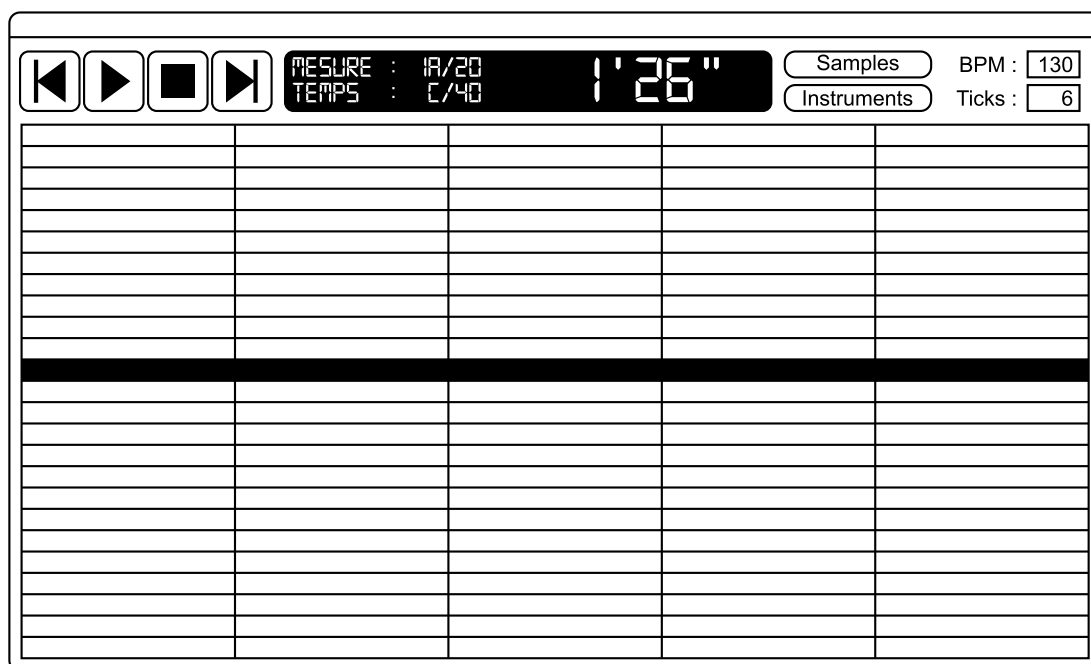 MESURE : 1A/20
TEMPS : C/40
1'26"
Samples
Instruments
BPM : 130
Ticks : 6